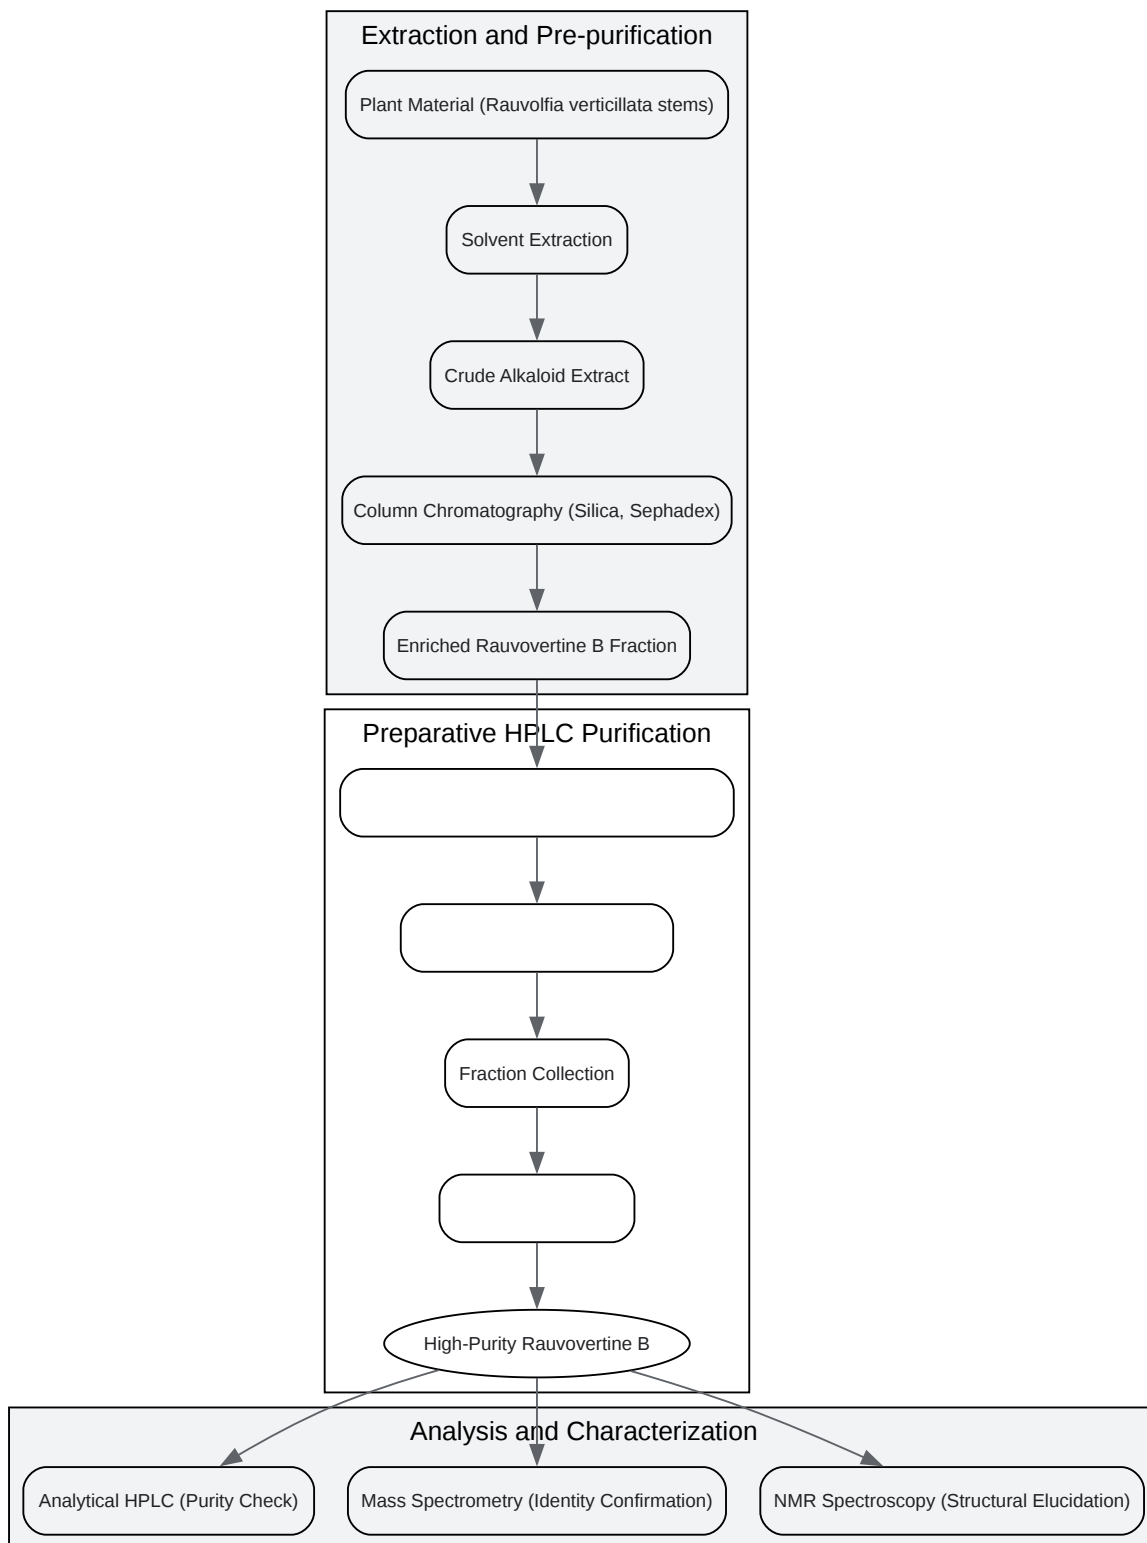 Extraction and Pre-purification
Plant Material (Rauvolfia verticillata stems)
Solvent Extraction
Crude Alkaloid Extract
Column Chromatography (Silica, Sephadex)
Enriched Rauvovertine B Fraction
Preparative HPLC Purification
Fraction Collection
High-Purity Rauvovertine B
Analysis and Characterization
Analytical HPLC (Purity Check)
Mass Spectrometry (Identity Confirmation)
NMR Spectroscopy (Structural Elucidation)